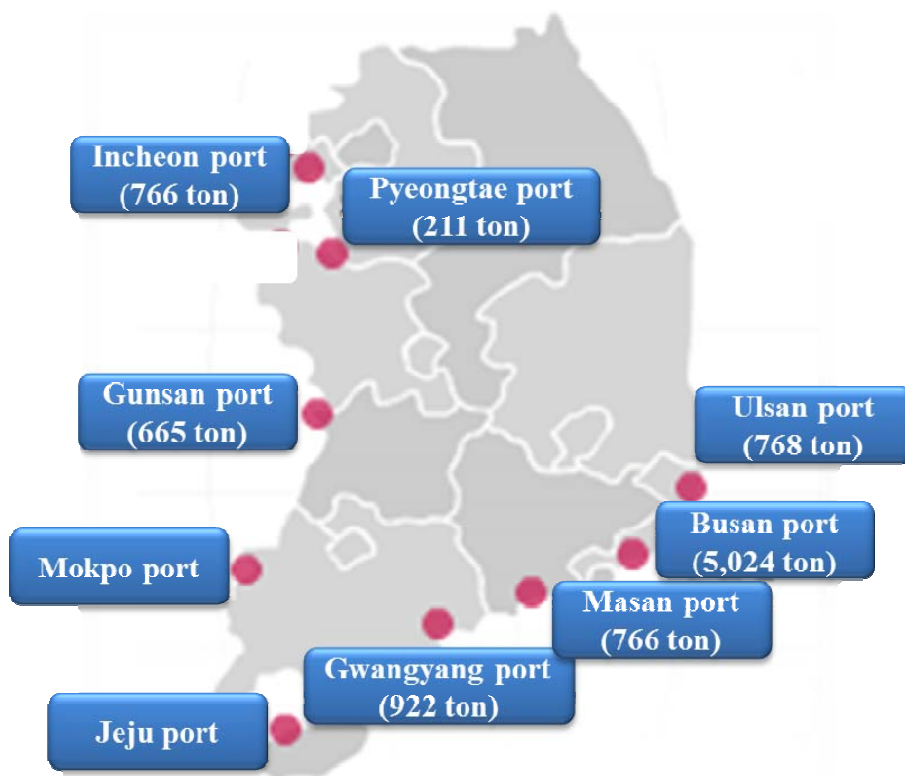 Incheon port
(766 ton)
Pyeongtae port
(211 ton)
Gunsan port
(665 ton)
Ulsan port
(768 ton)
Busan port
(5,024 ton)
Mokpo port
Masan port
(766 ton)
Gwangyang port
(922 ton)
Jeju port